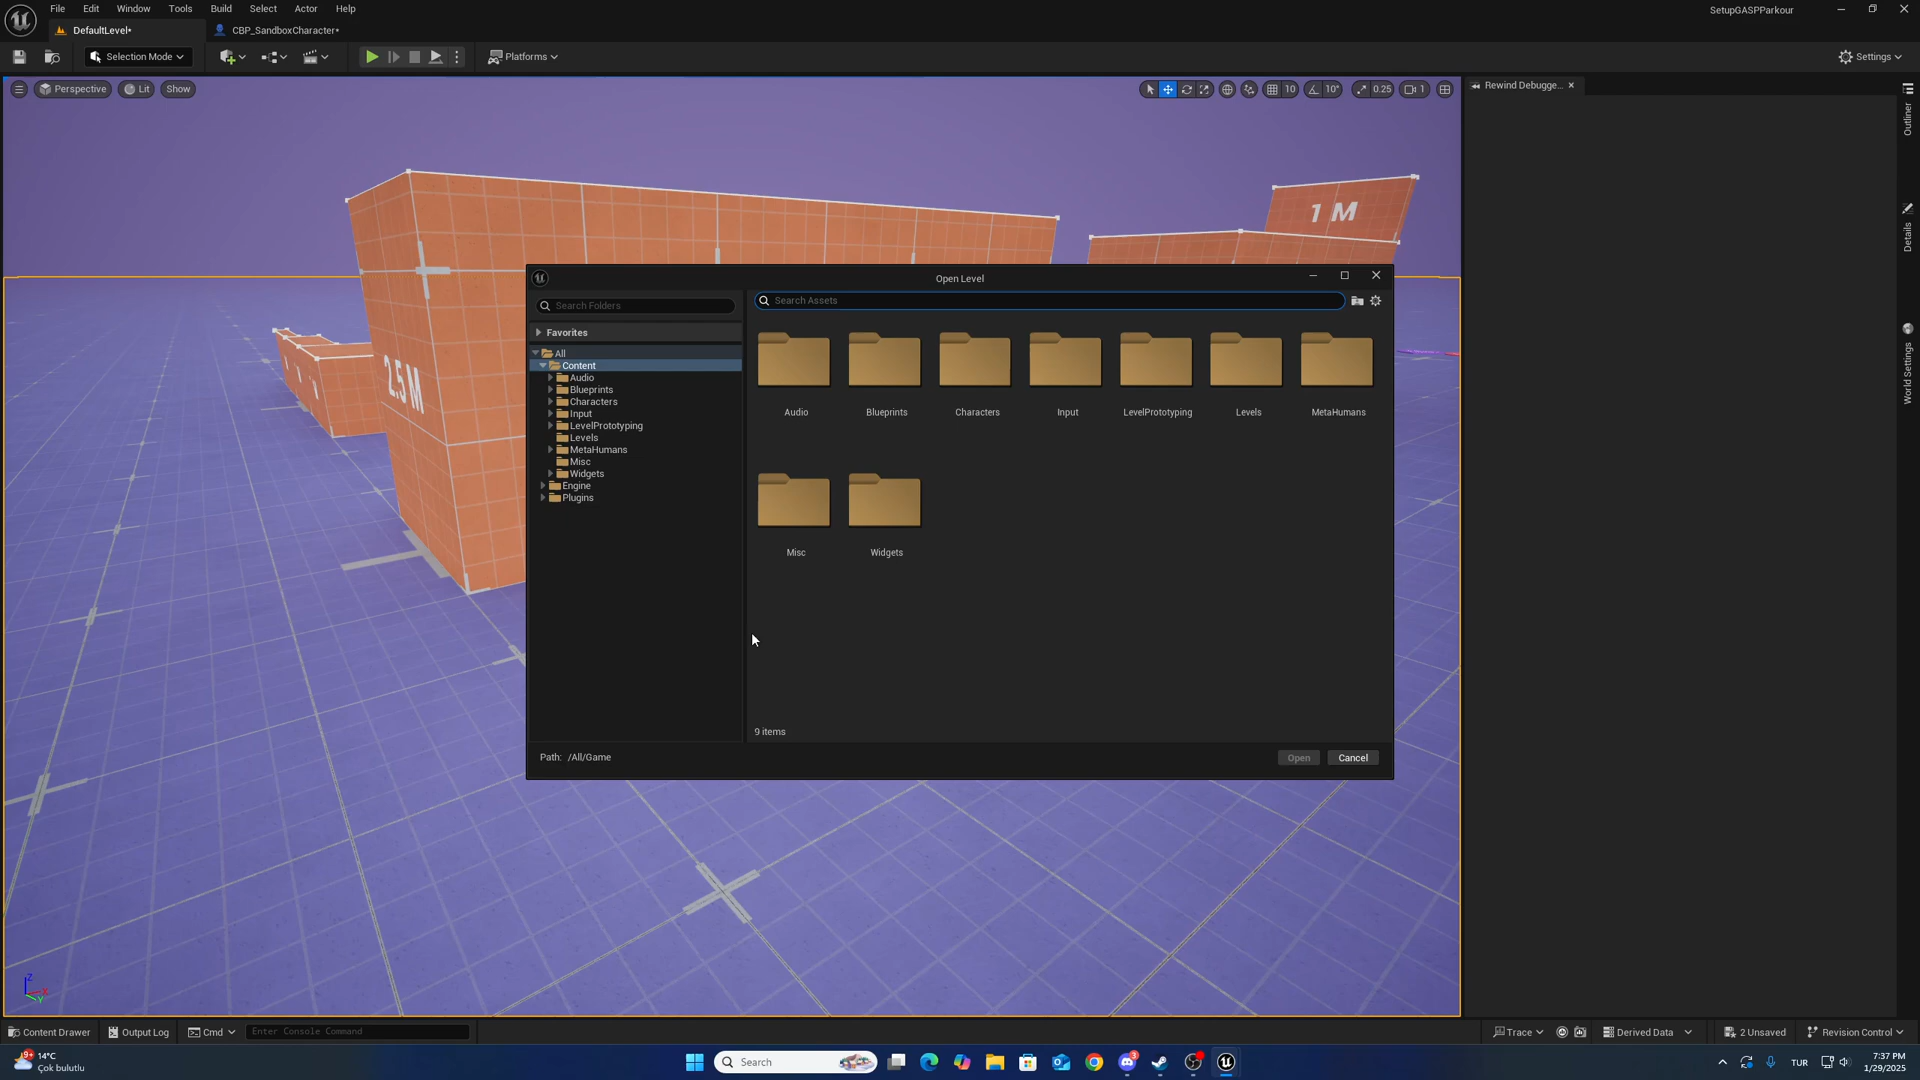 File Edit Window Tools Build Select Actor Help
SetupGASPParkour
DefaultLevel•
CBP_SandboxCharacter•
Selection Mode
Platforms
Settings
Perspective
Lit
Show
10
10°
0.25
1
Rewind Debugge...
Outliner
Details
World Settings
1 M
2.5 M
Open Level
Search Folders
Search Assets
Favorites
All
Content
Audio
Blueprints
Characters
Input
LevelPrototyping
Levels
MetaHumans
Misc
Widgets
Engine
Plugins
Audio
Blueprints
Characters
Input
LevelPrototyping
Levels
MetaHumans
Misc
Widgets
9 items
Path: /All/Game
Open
Cancel
Z
X
Y
Content Drawer
Output Log
Cmd
Enter Console Command
Trace
Derived Data
2 Unsaved
Revision Control
9+
14°C
Çok bulutlu
Search
3
TUR
7:37 PM
1/29/2025